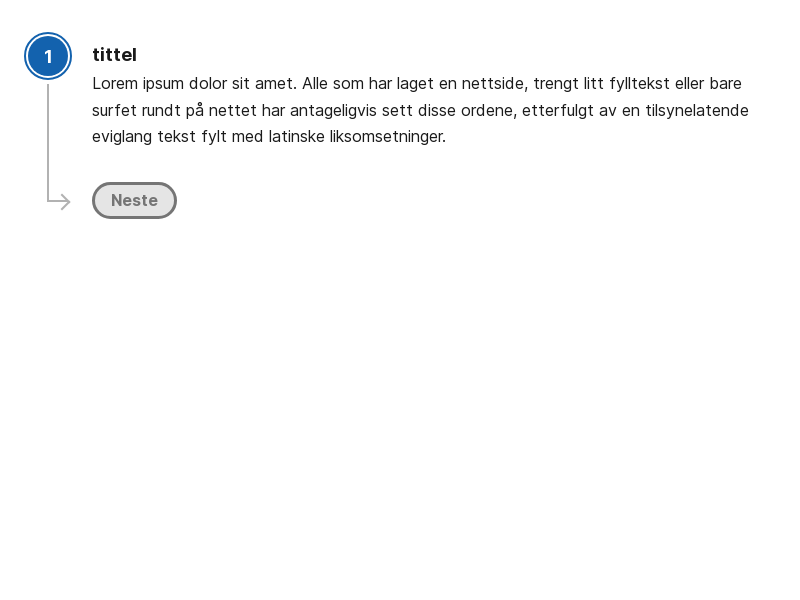 1
tittel
Lorem ipsum dolor sit amet. Alle som har laget en nettside, trengt litt fylltekst eller bare
surfet rundt på nettet har antageligvis sett disse ordene, etterfulgt av en tilsynelatende
eviglang tekst fylt med latinske liksomsetninger.
Neste